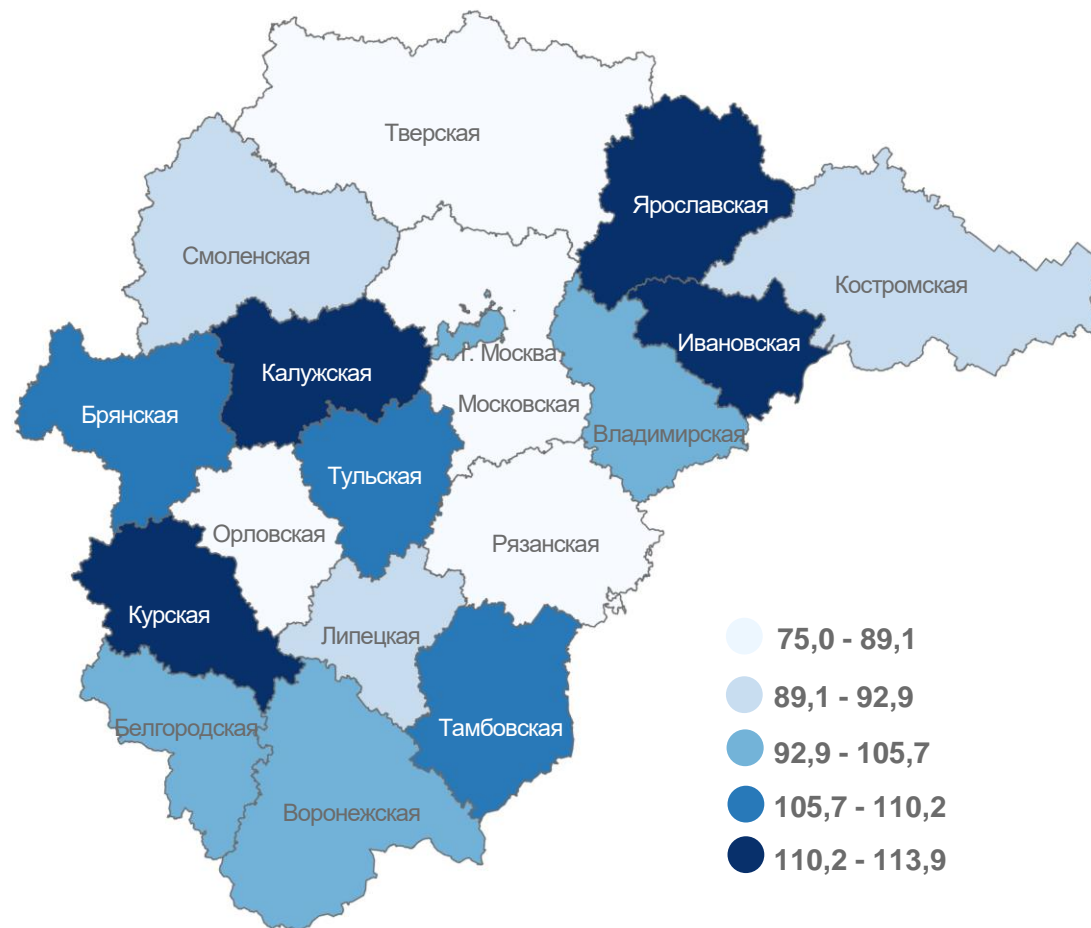 Тверская
Ярославская
Смоленская
Костромская
Ивановская
г. Москва
Калужская
Московская
Брянская
Владимирская
Тульская
Орловская
Рязанская
Курская
Липецкая
Белгородская
Тамбовская
Воронежская
75,0 - 89,1
89,1 - 92,9
92,9 - 105,7
105,7 - 110,2
110,2 - 113,9